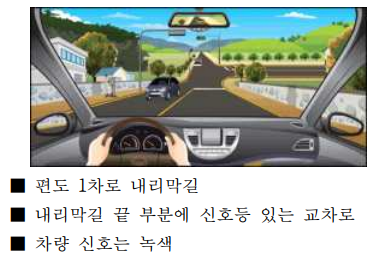 ■ 편도 1차로 내리막길
■ 내리막길 끝 부분에 신호등 있는 교차로
■ 차량 신호는 녹색